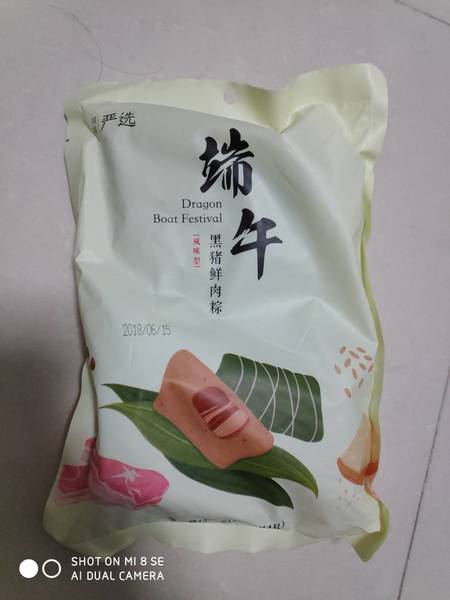 严选
端午
Dragon
Boat Festival
黑猪鲜肉粽
(风味型)
2018/06/15
SHOT ON MI 8 SE
AI DUAL CAMERA